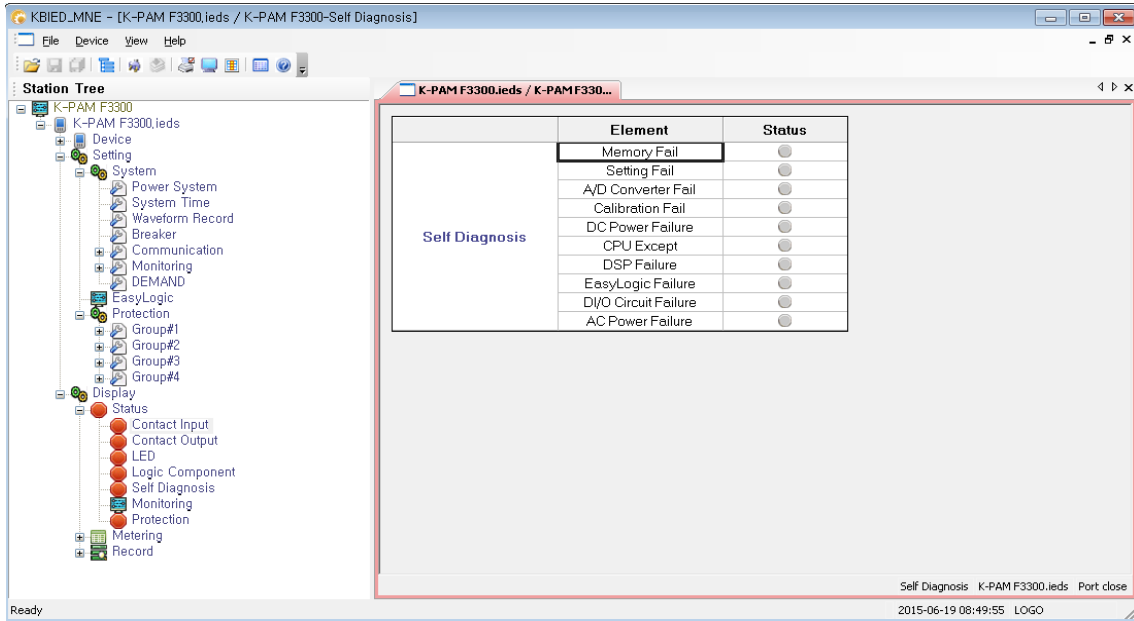 KBIED_MNE - [K-PAM F3300.ieds / K-PAM F3300-Self Diagnosis]
File Device View Help
Station Tree
K-PAM F3300
K-PAM F3300.ieds
Device
Setting
System
Power System
System Time
Waveform Record
Breaker
Communication
Monitoring
DEMAND
EasyLogic
Protection
Group#1
Group#2
Group#3
Group#4
Display
Status
Contact Input
Contact Output
LED
Logic Component
Self Diagnosis
Monitoring
Protection
Metering
Record
K-PAM F3300.ieds / K-PAM F330...
Element Status
Self Diagnosis
Memory Fail
Setting Fail
A/D Converter Fail
Calibration Fail
DC Power Failure
CPU Except
DSP Failure
EasyLogic Failure
DI/O Circuit Failure
AC Power Failure
Self Diagnosis K-PAM F3300.ieds Port close
Ready 2015-06-19 08:49:55 LOGO